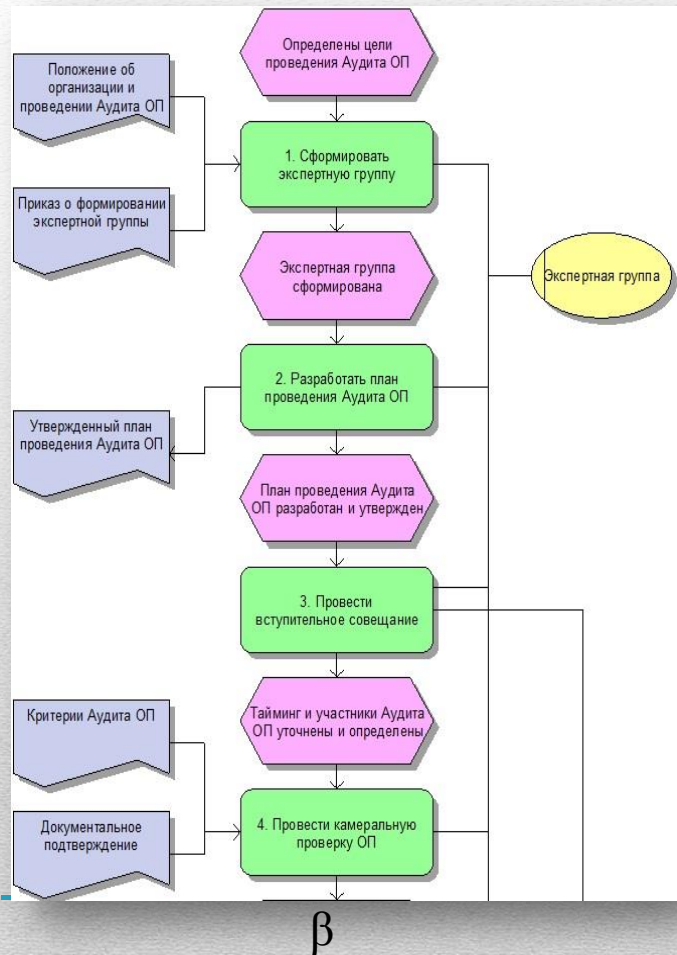 Определены цели
проведения Аудита ОП
Положение об
организации и
проведении Аудита ОП
1. Сформировать
экспертную группу
Приказ о формировании
экспертной группы
Экспертная группа
сформирована
Экспертная группа
2. Разработать план
проведения Аудита ОП
Утвержденный план
проведения Аудита ОП
План проведения Аудита
ОП разработан и утвержден
3. Провести
вступительное совещание
Тайминг и участники Аудита
ОП уточнены и определены
Критерии Аудита ОП
4. Провести камеральную
проверку ОП
Документальное
подтверждение
β